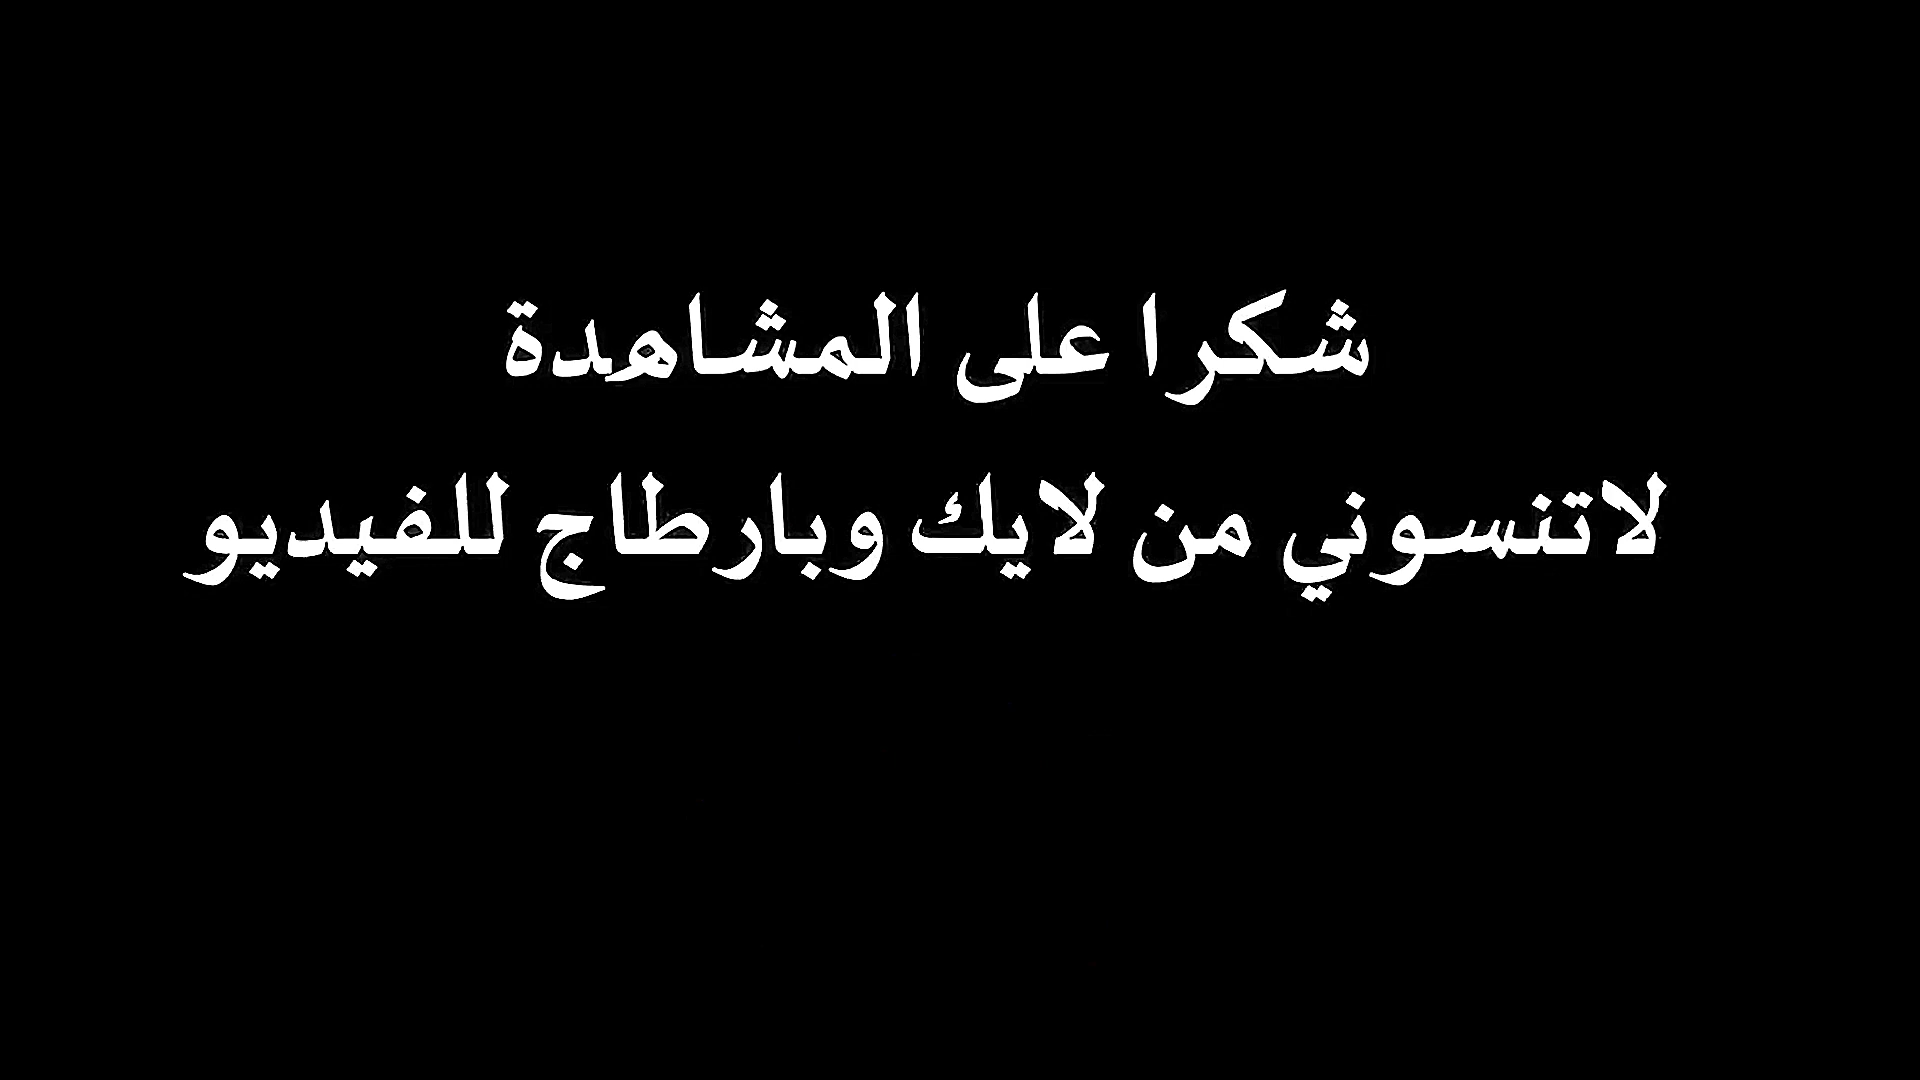 شكرا على المشاهدة
لاتنسوني من لايك وبارطاج للفيديو